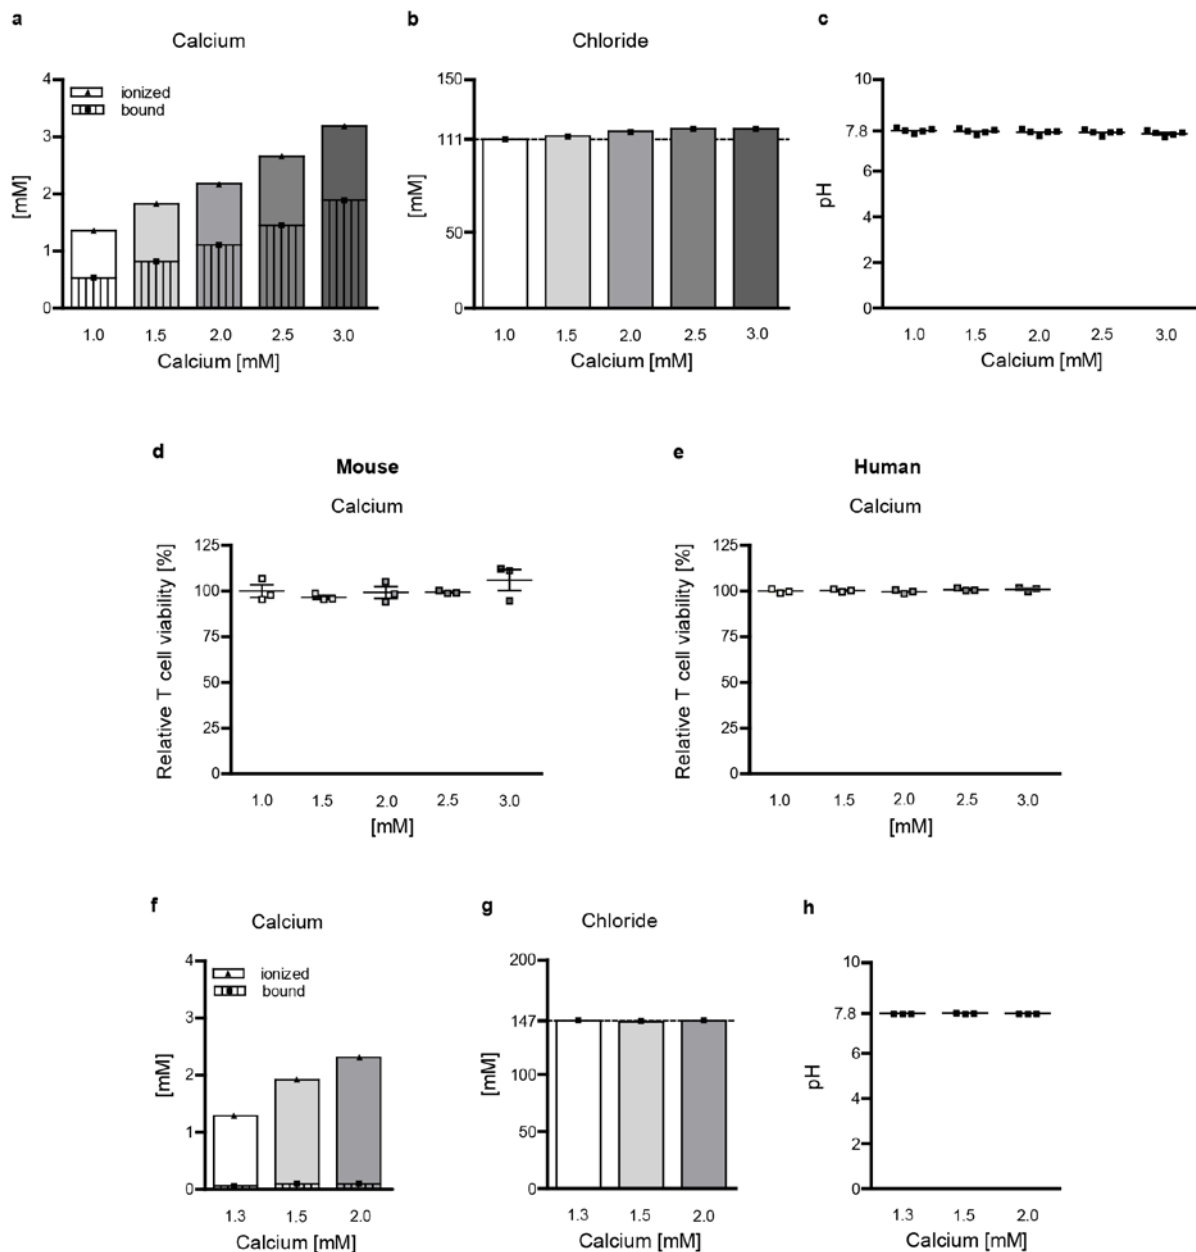 a
Calcium
[mM]
4
3
2
1
0
ionized
bound
1.0 1.5 2.0 2.5 3.0
Calcium [mM]
b
Chloride
[mM]
150
111
50
0
1.0 1.5 2.0 2.5 3.0
Calcium [mM]
c
pH
10
7.8
6
4
2
0
1.0 1.5 2.0 2.5 3.0
Calcium [mM]
d
Mouse
Calcium
Relative T cell viability [%]
125
100
75
50
25
0
1.0 1.5 2.0 2.5 3.0
[mM]
e
Human
Calcium
Relative T cell viability [%]
125
100
75
50
25
0
1.0 1.5 2.0 2.5 3.0
[mM]
f
Calcium
[mM]
4
3
2
1
0
ionized
bound
1.3 1.5 2.0
Calcium [mM]
g
Chloride
[mM]
200
147
100
50
0
1.3 1.5 2.0
Calcium [mM]
h
pH
10
7.8
6
4
2
0
1.3 1.5 2.0
Calcium [mM]